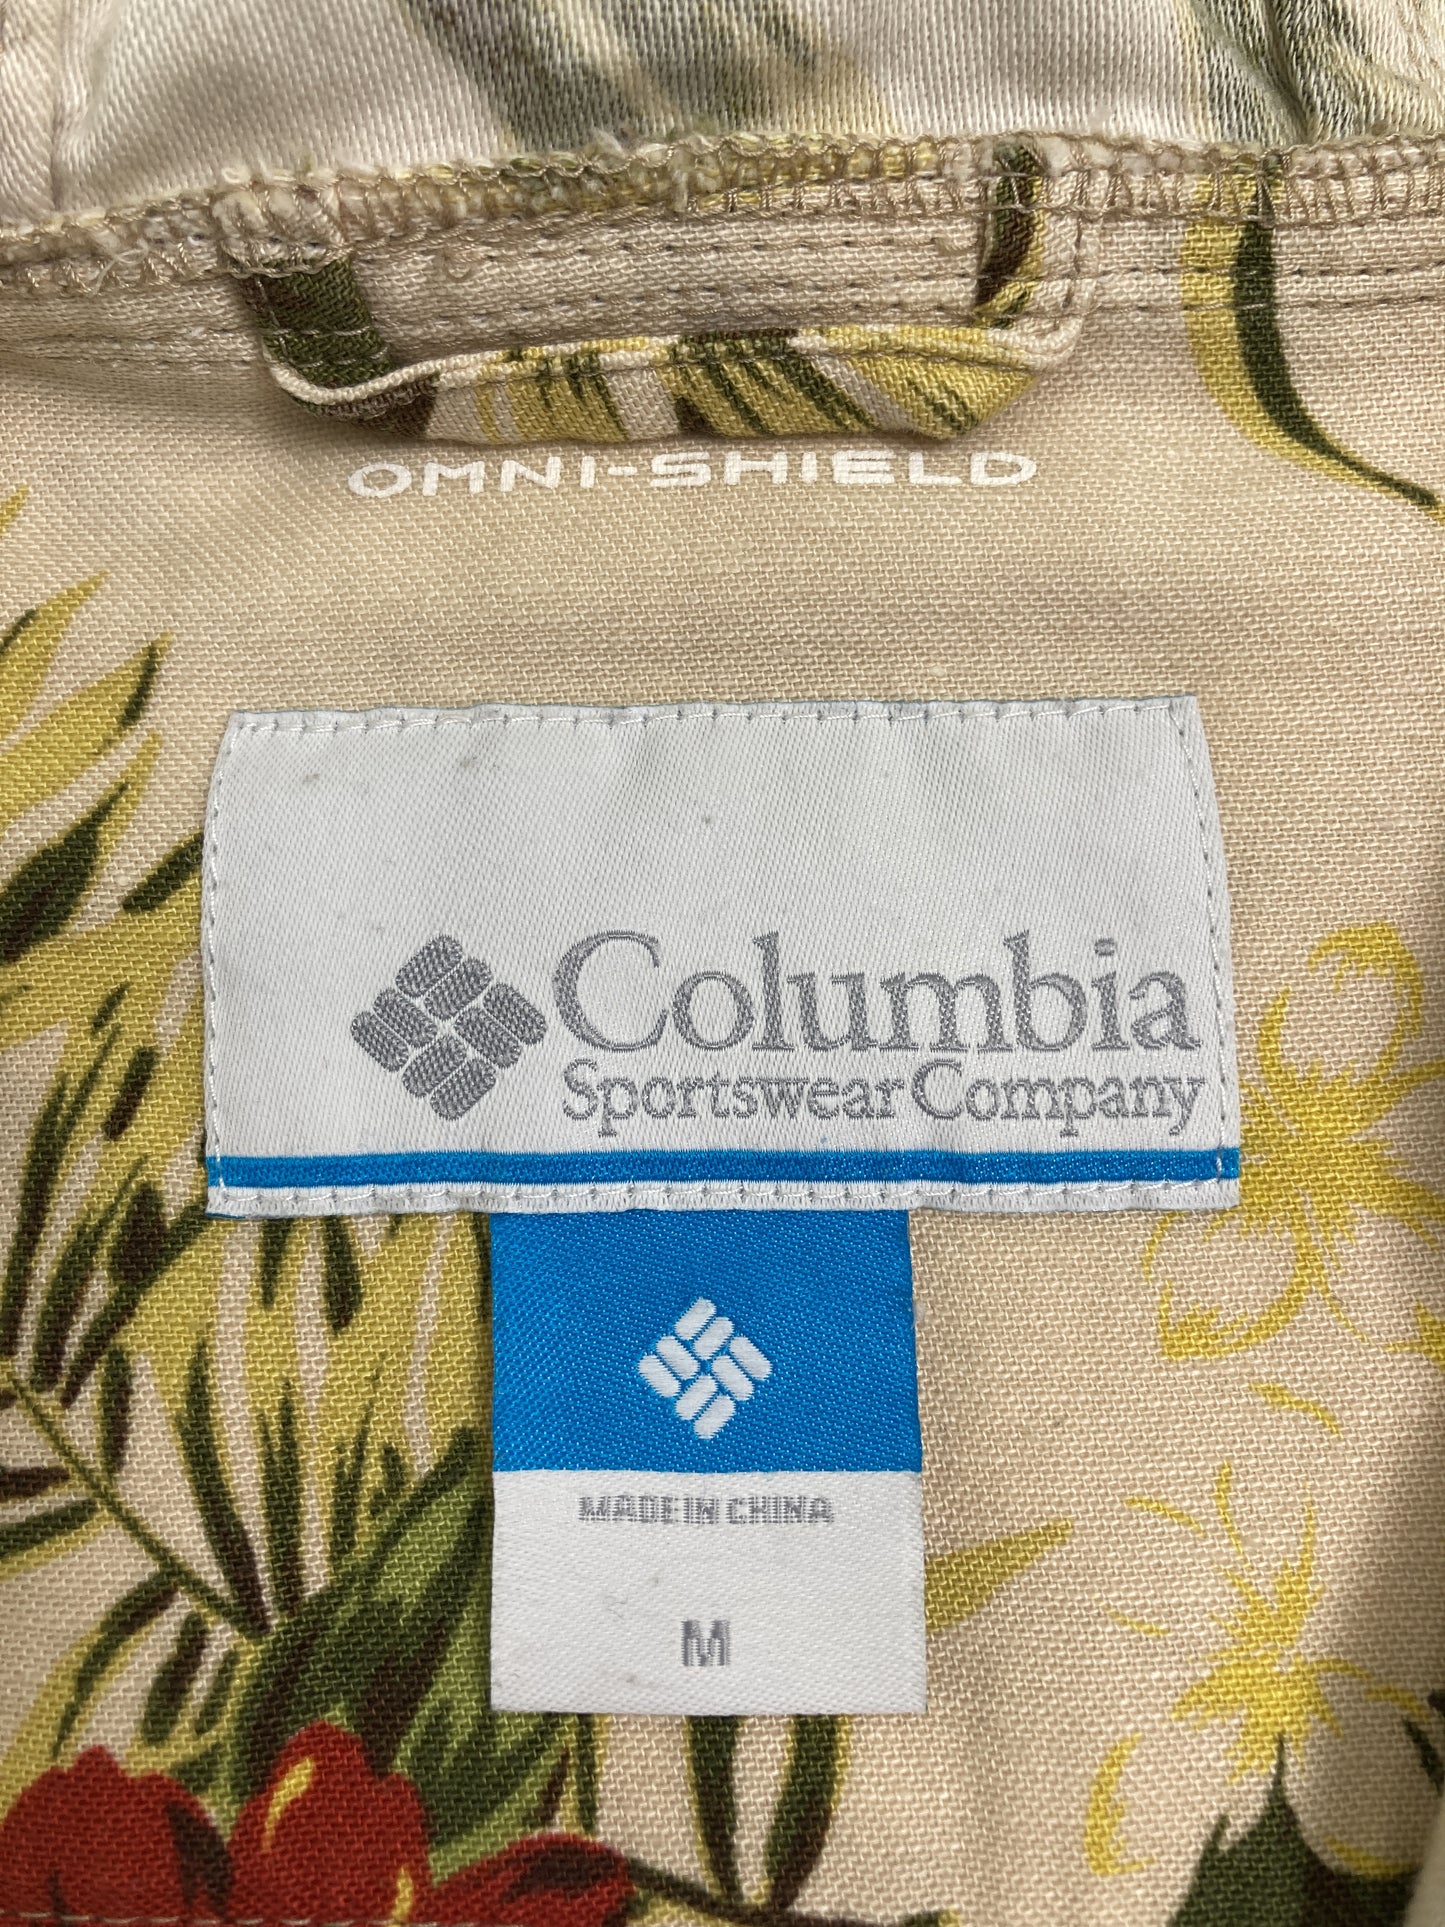 OMNI-SHIELD
Columbia
Sportswear Company
MADE IN CHINA
M